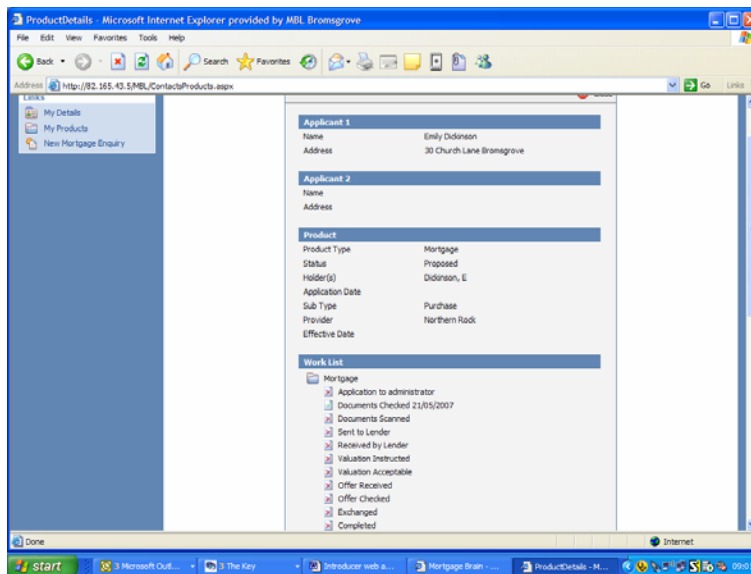 ProductDetails - Microsoft Internet Explorer provided by MBL Bromsgrove
File Edit View Favorites Tools Help
Back Search Favorites
Address http://82.165.43.5/MBL/ContactsProducts.aspx Go Links
Links
My Details
My Products
New Mortgage Enquiry
Applicant 1
Name Emily Dickinson
Address 30 Church Lane Bromsgrove
Applicant 2
Name
Address
Product
Product Type Mortgage
Status Proposed
Holder(s) Dickinson, E
Application Date
Sub Type Purchase
Provider Northern Rock
Effective Date
Work List
Mortgage
Application to administrator
Documents Checked 21/05/2007
Documents Scanned
Sent to Lender
Received by Lender
Valuation Instructed
Valuation Acceptable
Offer Received
Offer Checked
Exchanged
Completed
Done Internet
start 3 Microsoft Outl... 3 The Key Introducer web a... Mortgage Brain - ... ProductDetails - M...